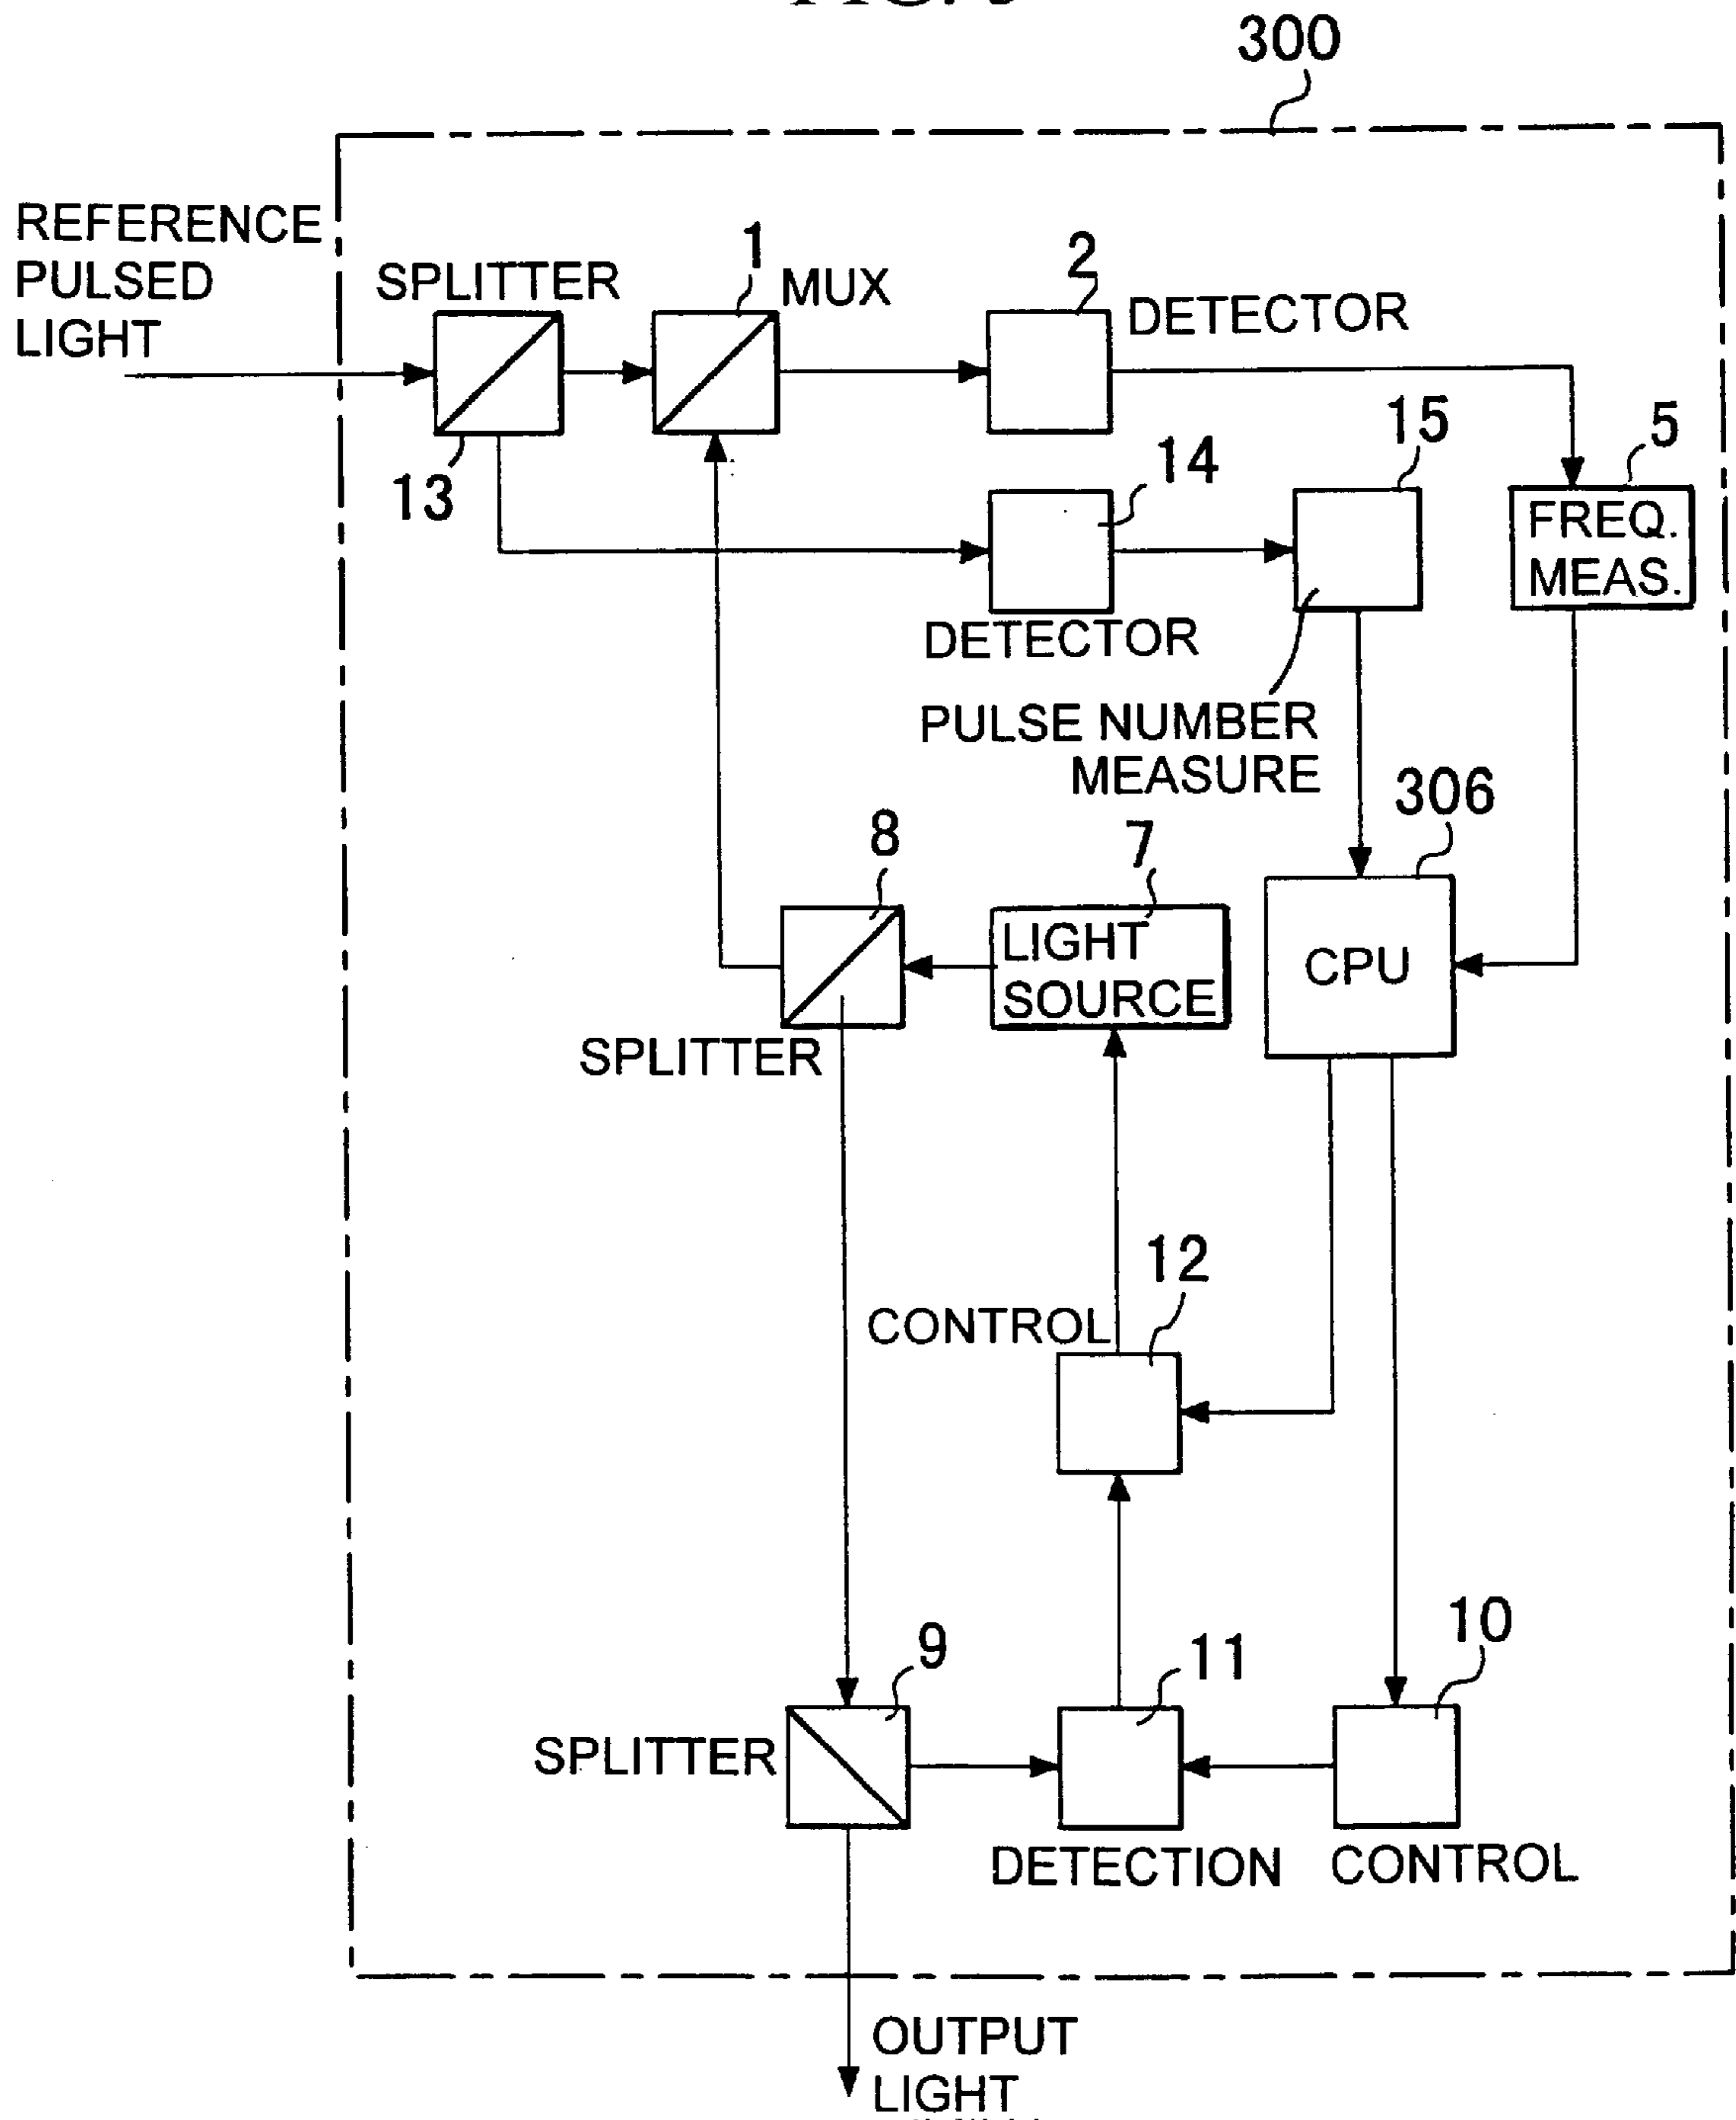 300
REFERENCE
PULSED
LIGHT
SPLITTER
1
MUX
2
DETECTOR
13
14
15
5
FREQ.
MEAS.
DETECTOR
PULSE NUMBER
MEASURE
306
8
7
LIGHT
SOURCE
CPU
SPLITTER
12
CONTROL
9
11
10
SPLITTER
DETECTION
CONTROL
OUTPUT
LIGHT